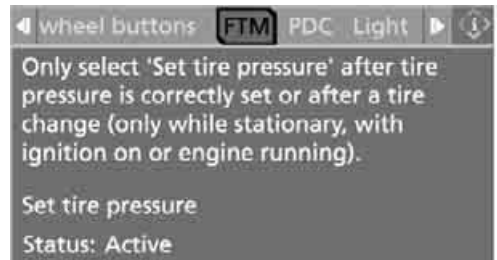 wheel buttons FTM PDC Light i
Only select 'Set tire pressure' after tire
pressure is correctly set or after a tire
change (only while stationary, with
ignition on or engine running).
Set tire pressure
Status: Active